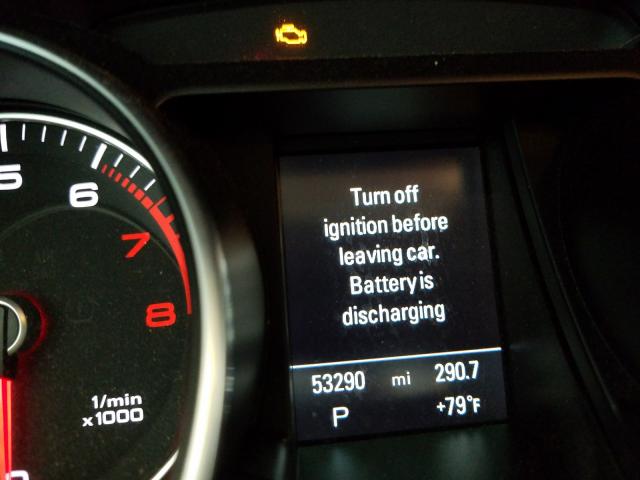 5
6
7
8
1/min
x1000
Turn off
ignition before
leaving car.
Battery is
discharging
53290 mi 290.7
P +79°F